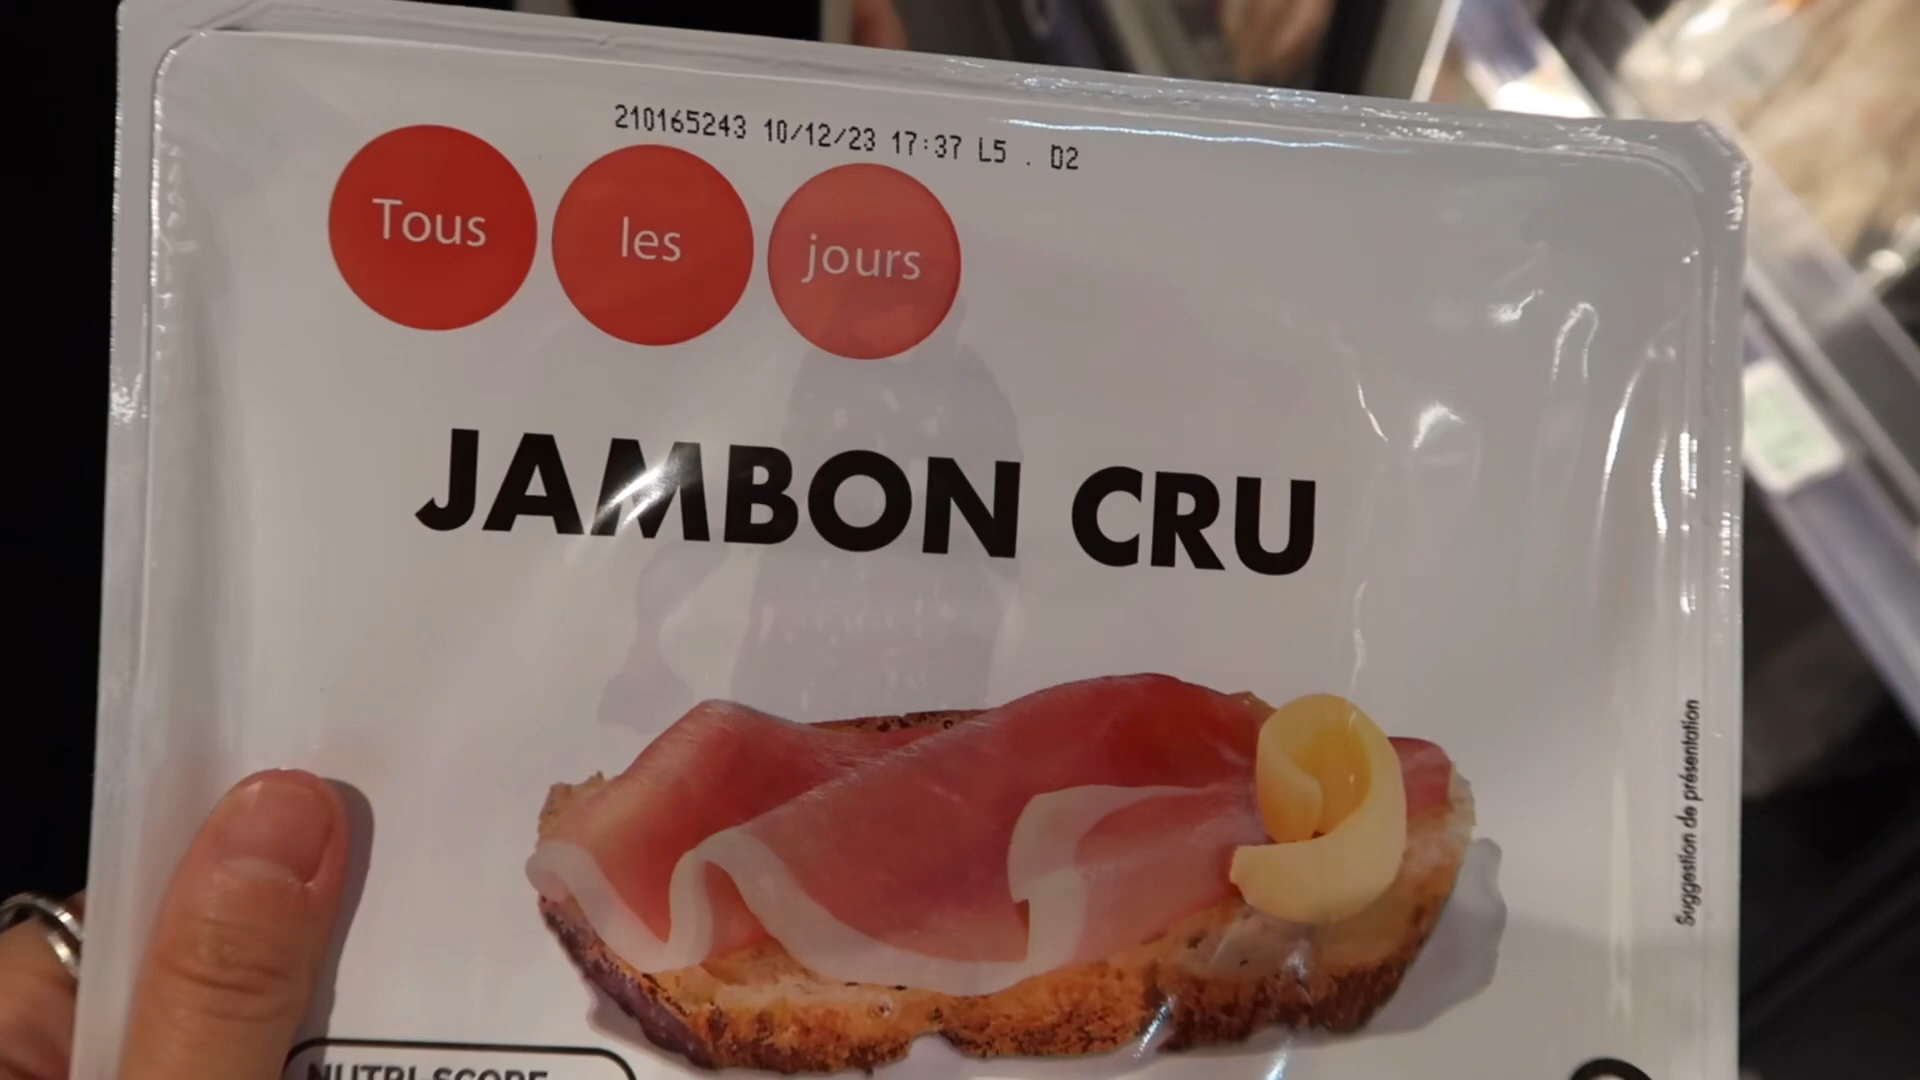 210165243 10/12/23 17:37 L5 . D2
Tous les jours
JAMBON CRU
Suggestion de présentation
NUTRI-SCORE